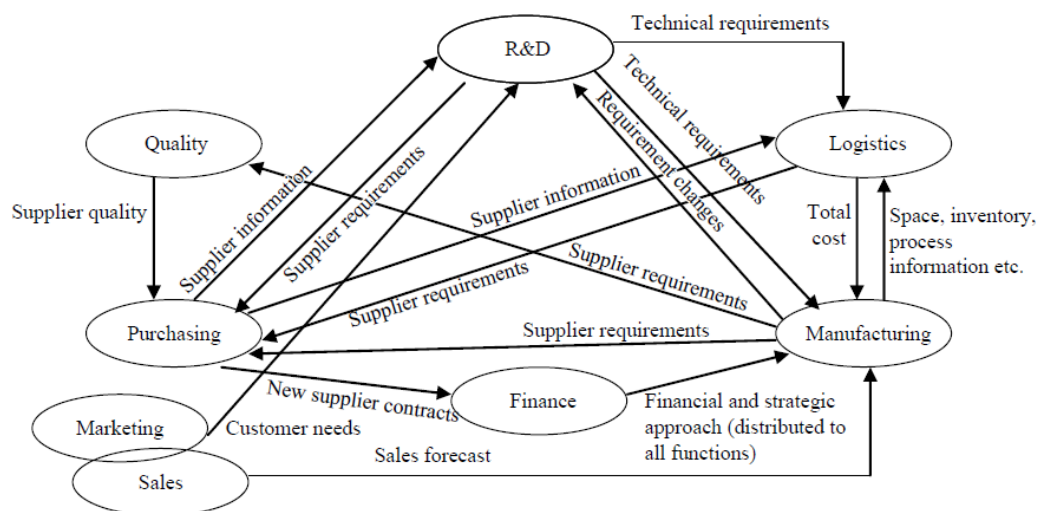 Technical requirements
R&D
Technical requirements
Quality
Logistics
Requirement changes
Supplier information
Supplier requirements
Supplier information
Supplier quality
Total
cost
Space, inventory,
process
information etc.
Supplier requirements
Supplier requirements
Purchasing
Supplier requirements
Manufacturing
New supplier contracts
Finance
Financial and strategic
approach (distributed to
all functions)
Marketing
Customer needs
Sales forecast
Sales